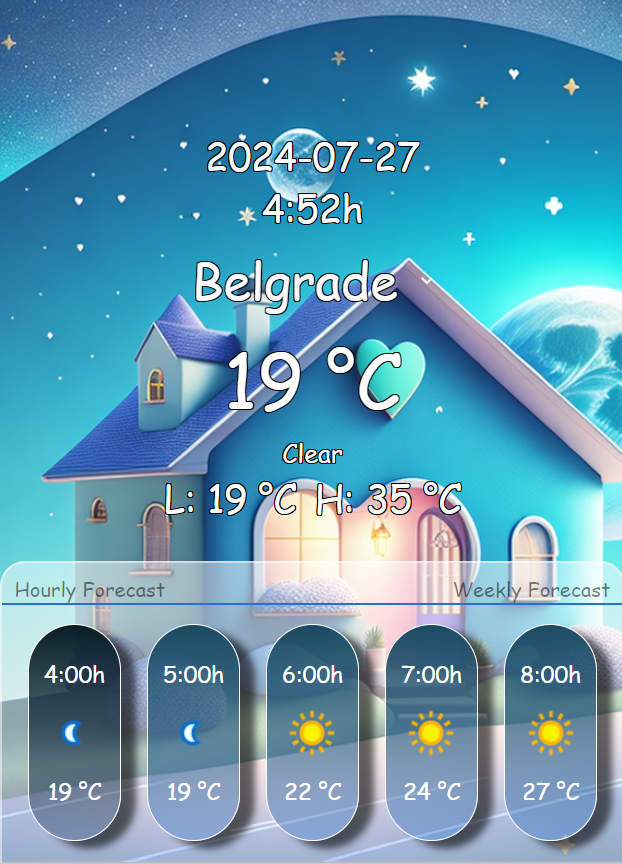 2024-07-27
4:52h
Belgrade
19 °C
Clear
L: 19 °C H: 35 °C
Hourly Forecast Weekly Forecast
4:00h 5:00h 6:00h 7:00h 8:00h
19 °C 19 °C 22 °C 24 °C 27 °C